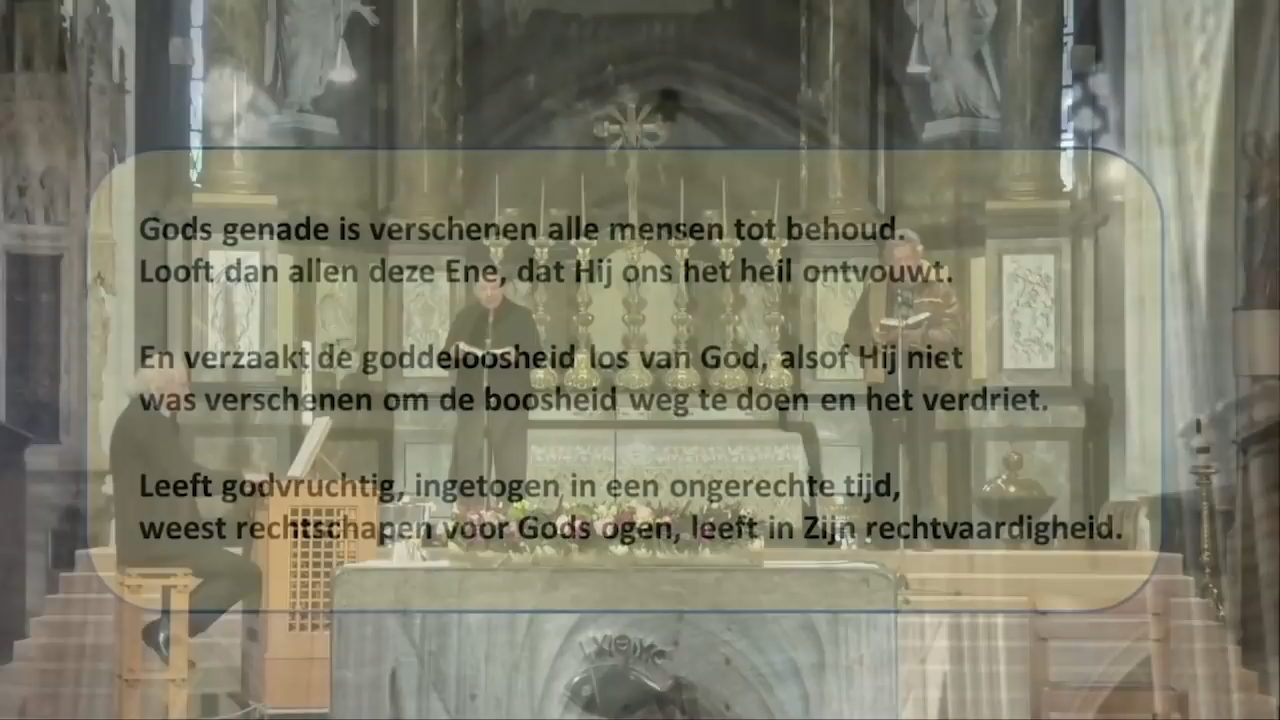 Gods genade is verschenen alle mensen tot behoud.
Looft dan allen deze Ene, dat Hij ons het heil ontvouwt.
En verzaakt de goddeloosheid los van God, alsof Hij niet
was verschenen om de boosheid weg te doen en het verdriet.
Leeft godvruchtig, ingetogen in een ongerechte tijd,
weest rechtschapen voor Gods ogen, leeft in Zijn rechtvaardigheid.